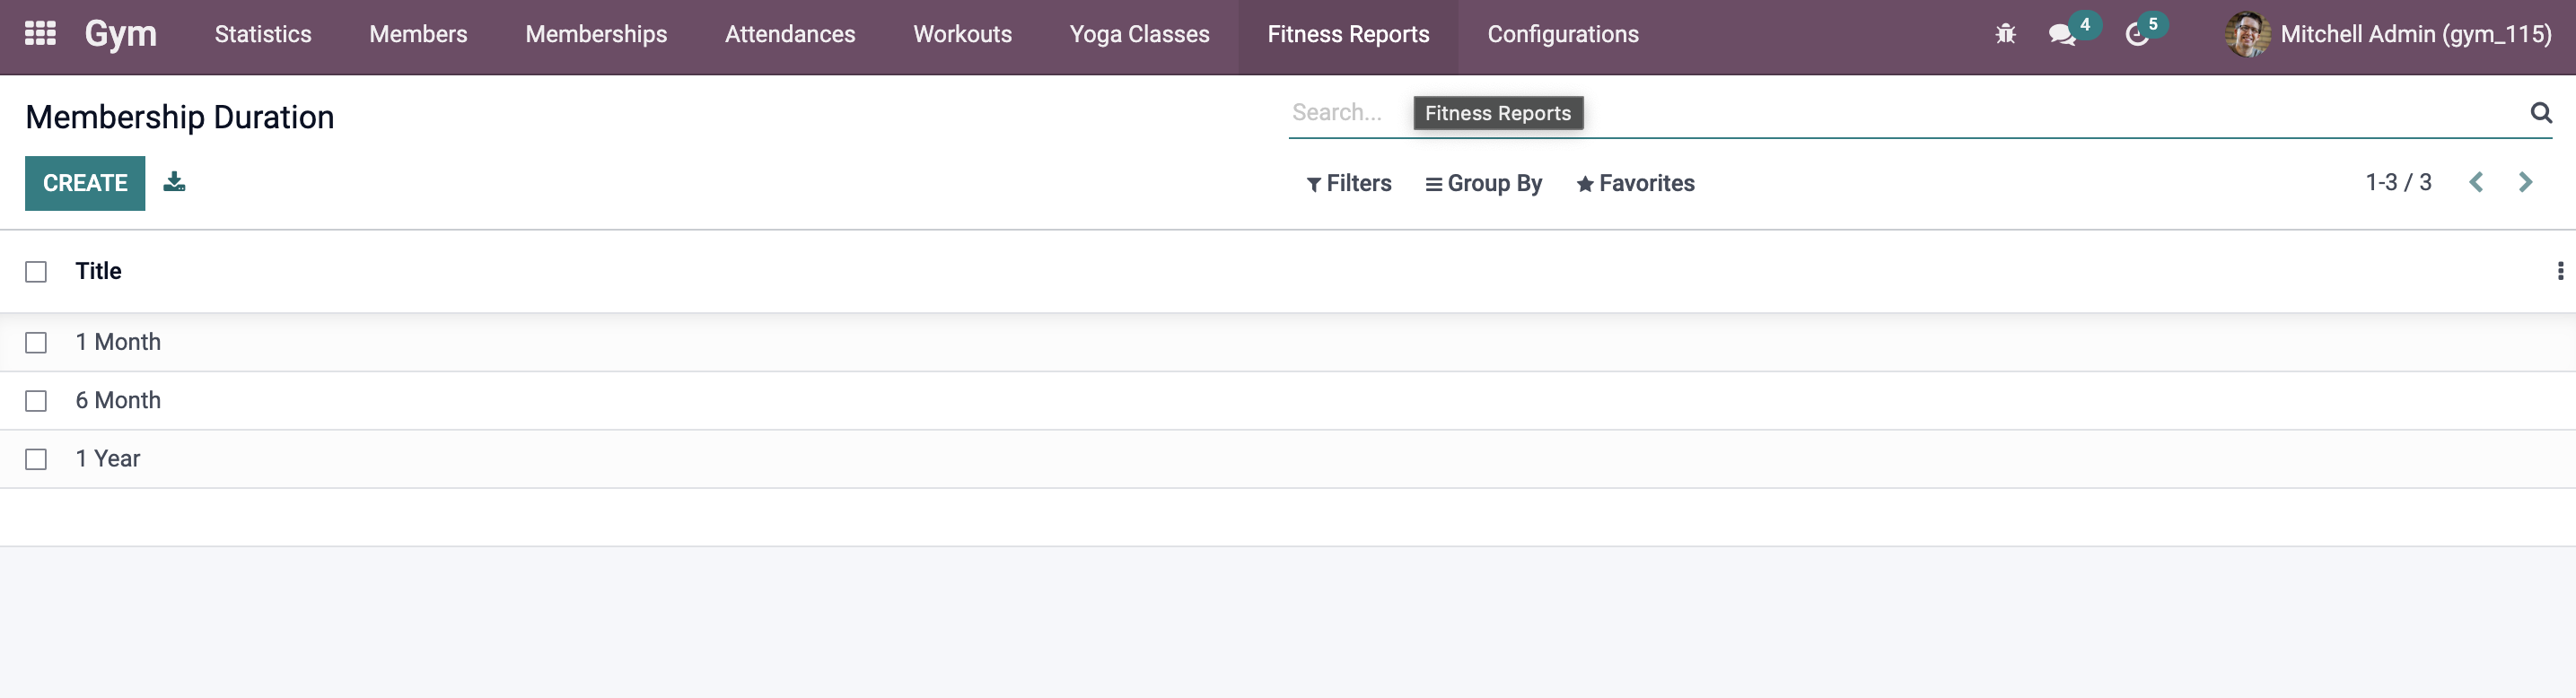 Gym Statistics Members Memberships Attendances Workouts Yoga Classes Fitness Reports Configurations 4 5 Mitchell Admin (gym_115)
Membership Duration
Search... Fitness Reports
CREATE Filters Group By Favorites 1-3 / 3
Title
1 Month
6 Month
1 Year